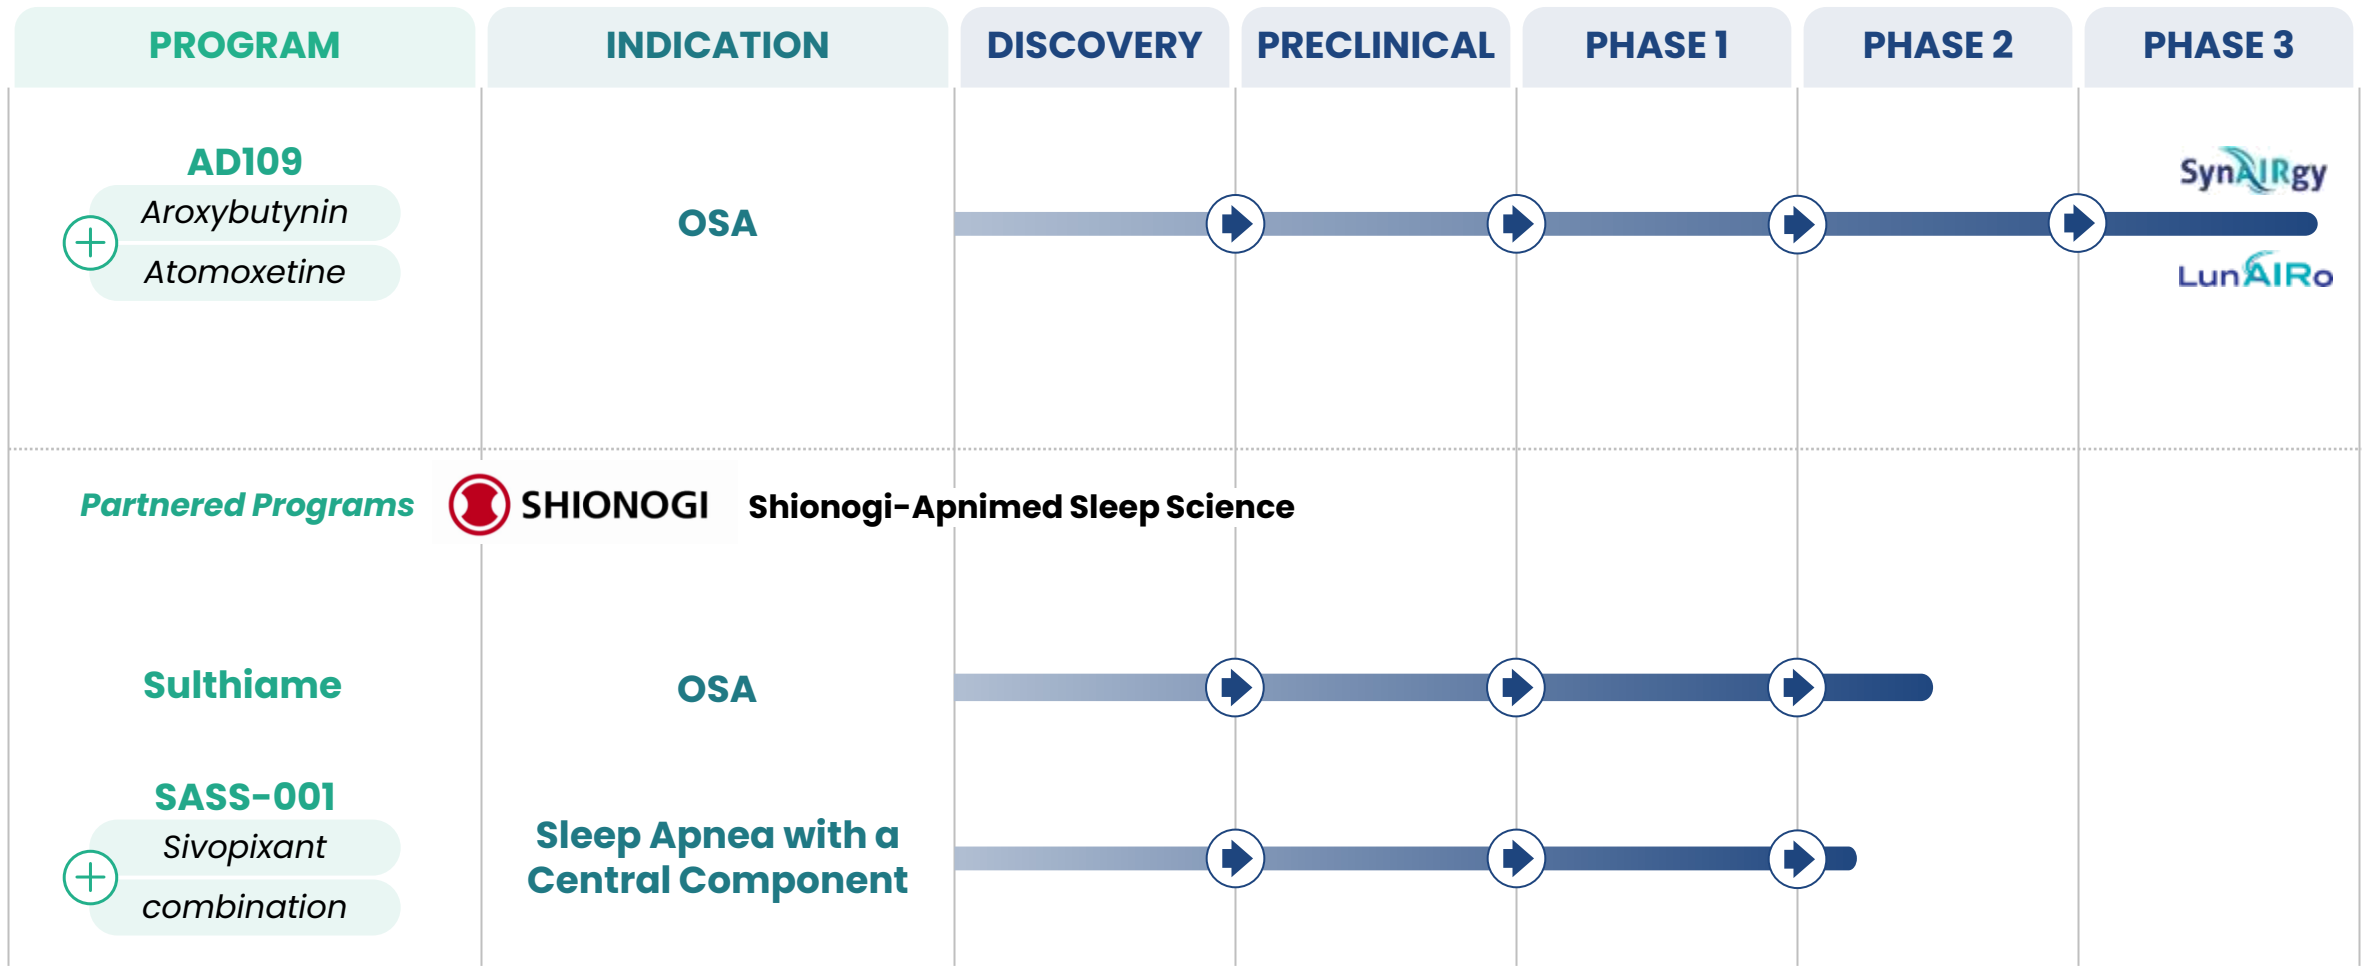 PROGRAM INDICATION DISCOVERY PRECLINICAL PHASE 1 PHASE 2 PHASE 3
AD109
Aroxybutynin
Atomoxetine
OSA
SynAIRgy
LunAIRo
Partnered Programs SHIONOGI Shionogi-Apnimed Sleep Science
Sulthiame
OSA
SASS-001
Sivopixant
combination
Sleep Apnea with a
Central Component